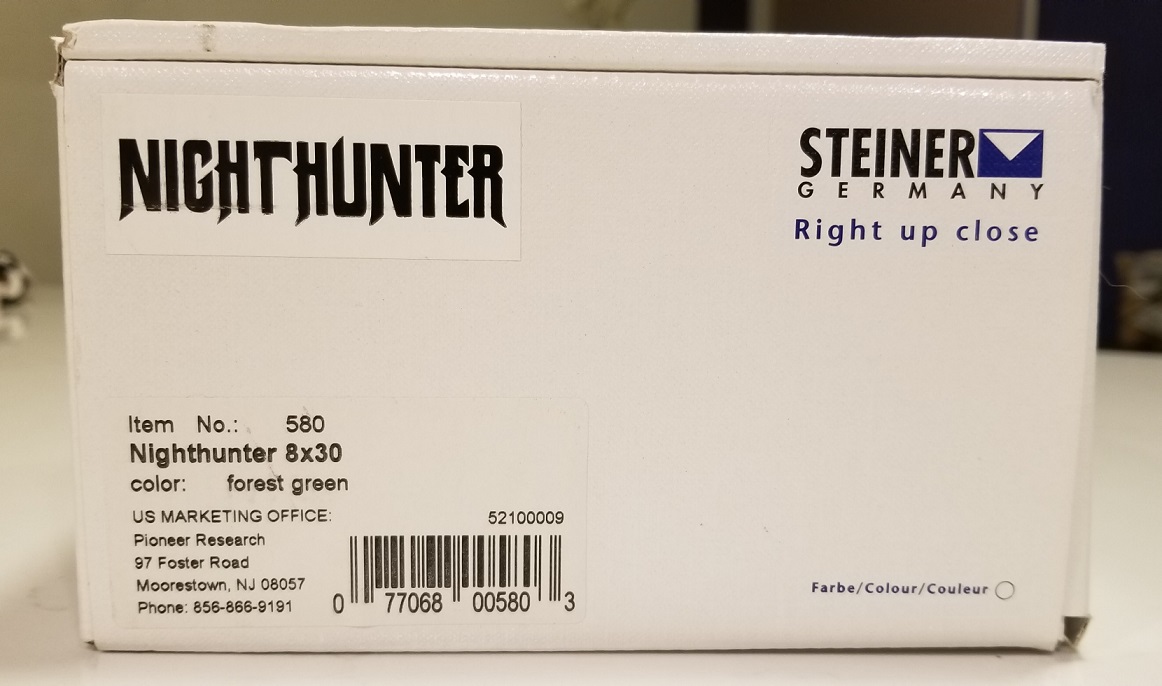 NIGHTHUNTER
STEINER
GERMANY
Right up close
Item No.: 580
Nighthunter 8x30
color: forest green
US MARKETING OFFICE: 52100009
Pioneer Research
97 Foster Road
Moorestown, NJ 08057
Phone: 856-866-9191
0 77068 00580 3
Farbe/Colour/Couleur